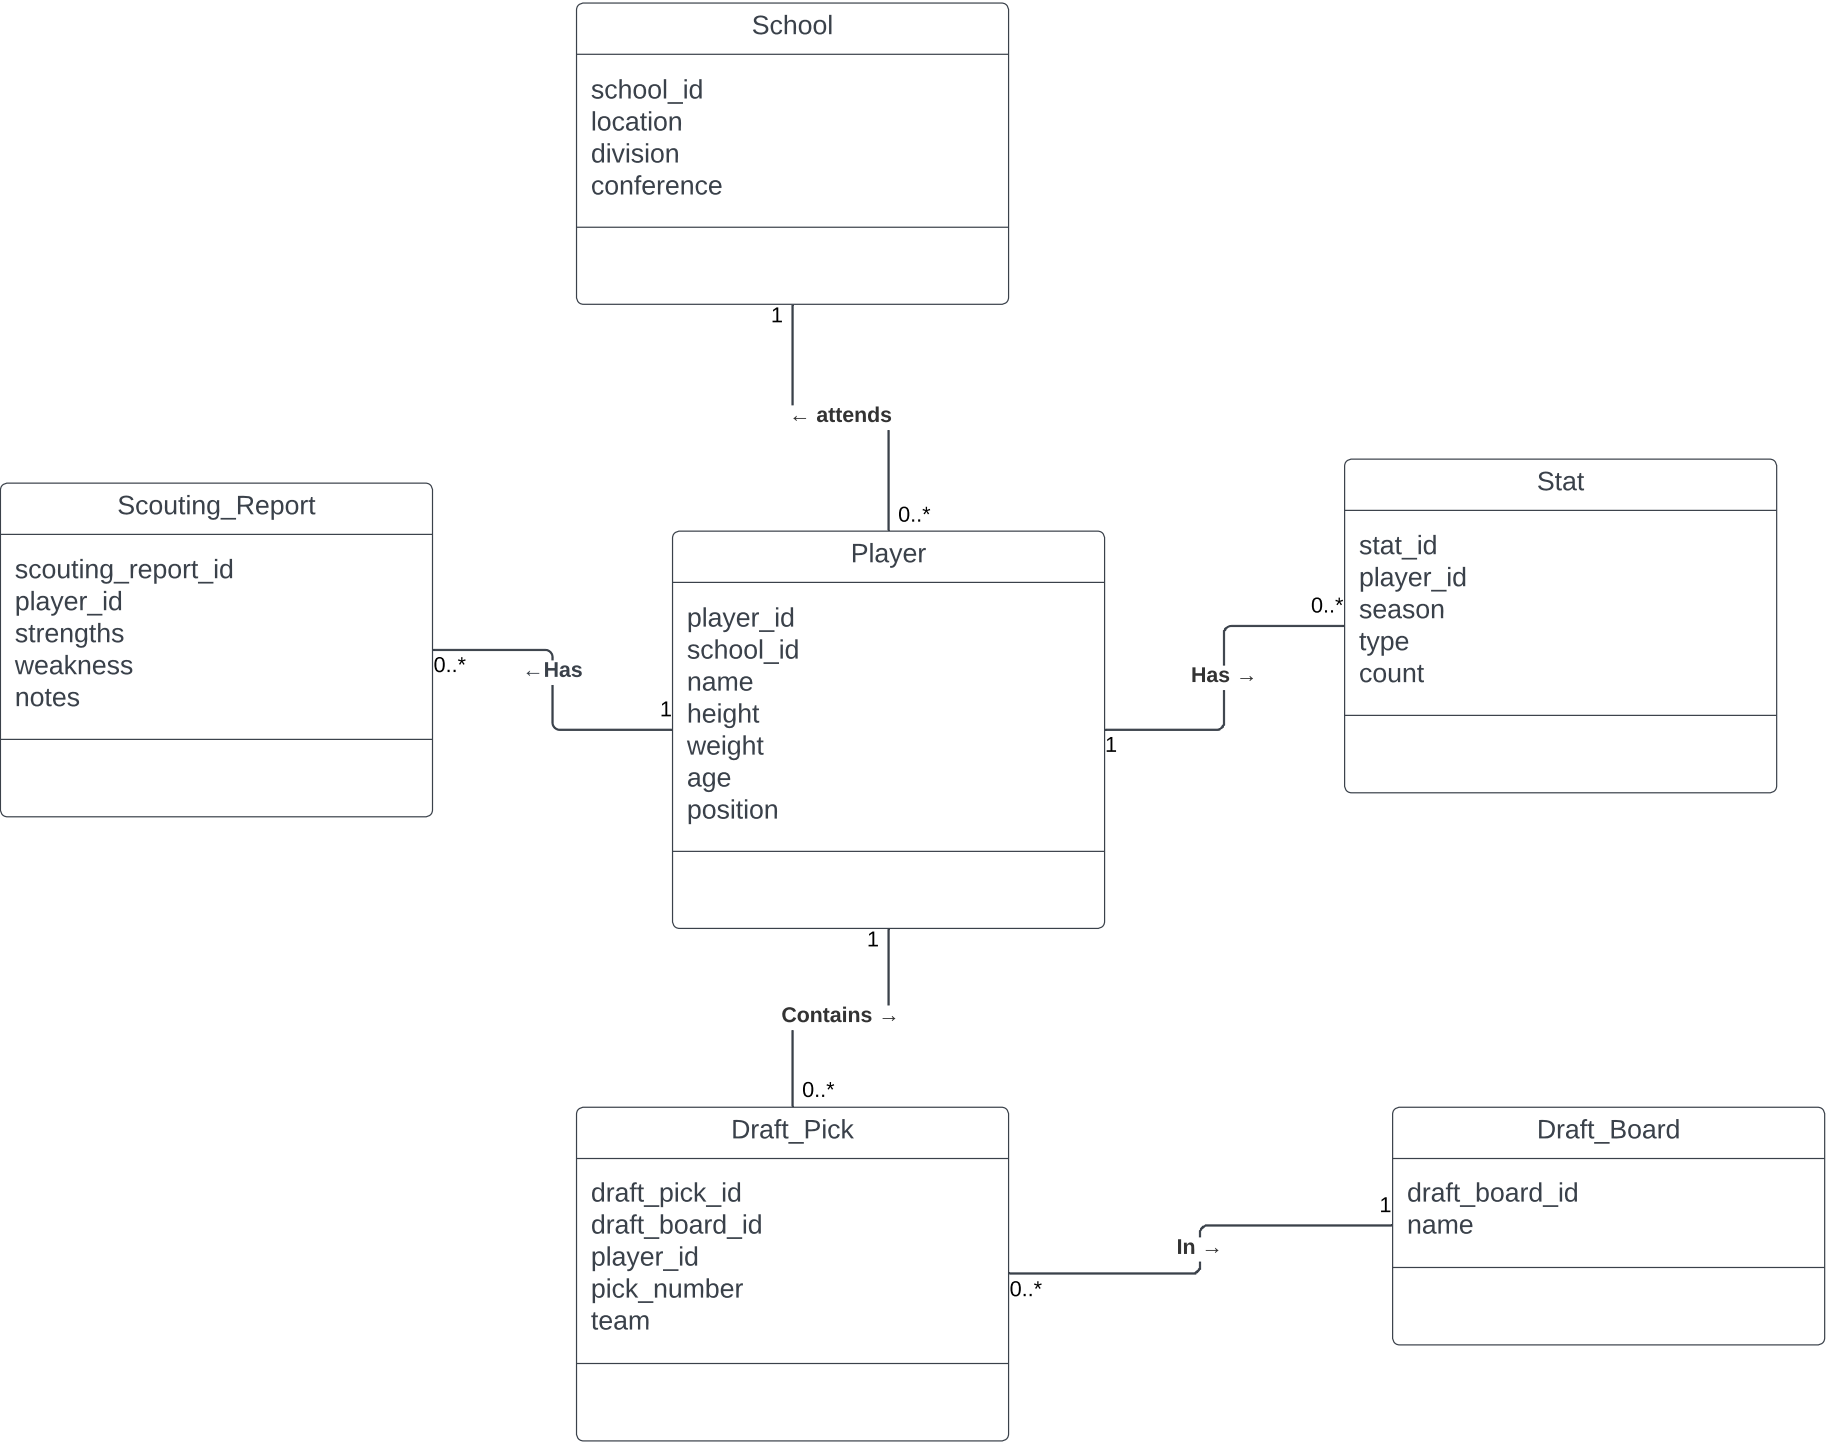 School
school_id
location
division
conference
1
← attends
0..*
Scouting_Report
scouting_report_id
player_id
strengths
weakness
notes
0..*
←Has
1
Player
player_id
school_id
name
height
weight
age
position
Stat
stat_id
player_id
season
type
count
0..*
Has →
1
1
Contains →
0..*
Draft_Pick
draft_pick_id
draft_board_id
player_id
pick_number
team
0..*
In →
1
Draft_Board
draft_board_id
name